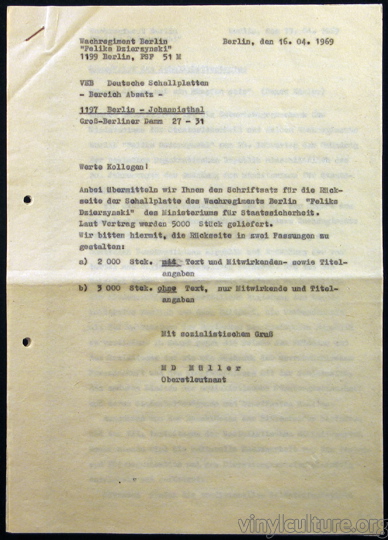 Wachregiment Berlin
Berlin, den 16. 04. 1969
"Feliks Dzierzynski"
1199 Berlin, PSF 51 M
VEB Deutsche Schallplatten
- Bereich Absatz -
1197 Berlin - Johannisthal
Groß-Berliner Damm 27 - 31
Werte Kollegen!
Anbei übermitteln wir Ihnen den Schriftsatz für die Rück-
seite der Schallplatte des Wachregiments Berlin "Feliks
Dzierzynski" des Ministeriums für Staatssicherheit.
Laut Vertrag werden 5000 Stück geliefert.
Wir bitten hiermit, die Rückseite in zwei Fassungen zu
gestalten:
a) 2 000 Stck. mit Text und Mitwirkenden- sowie Titel-
angaben
b) 3 000 Stck. ohne Text, nur Mitwirkende und Titel-
angaben
Mit sozialistischem Gruß
MD Müller
Oberstleutnant
vinylculture.org